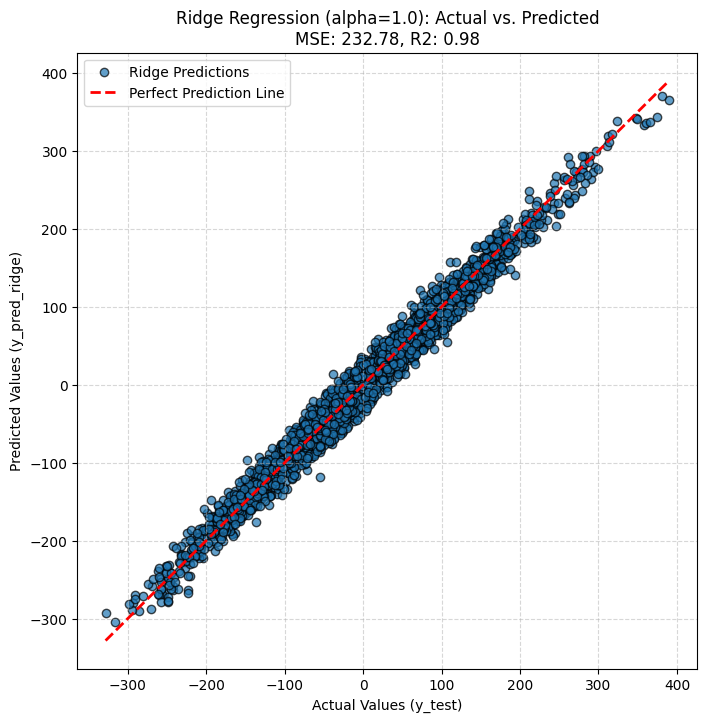 Ridge Regression (alpha=1.0): Actual vs. Predicted
MSE: 232.78, R2: 0.98
Ridge Predictions
Perfect Prediction Line
400
300
200
100
0
−100
−200
−300
Predicted Values (y_pred_ridge)
−300 −200 −100 0 100 200 300 400
Actual Values (y_test)